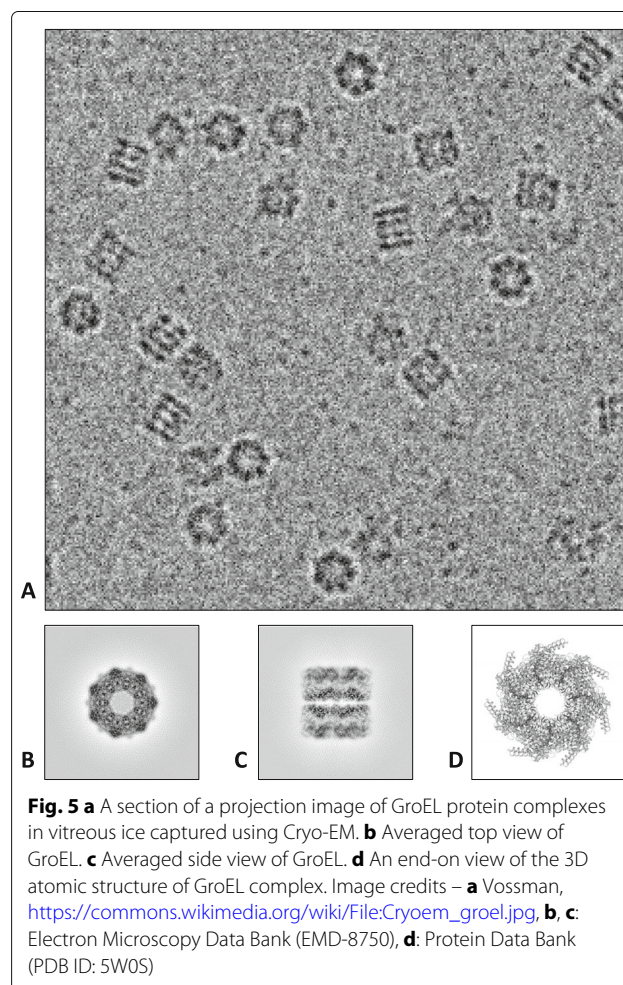 A
B
C
D
Fig. 5 a A section of a projection image of GroEL protein complexes
in vitreous ice captured using Cryo-EM. b Averaged top view of
GroEL. c Averaged side view of GroEL. d An end-on view of the 3D
atomic structure of GroEL complex. Image credits – a Vossman,
https://commons.wikimedia.org/wiki/File:Cryoem_groel.jpg, b, c:
Electron Microscopy Data Bank (EMD-8750), d: Protein Data Bank
(PDB ID: 5W0S)